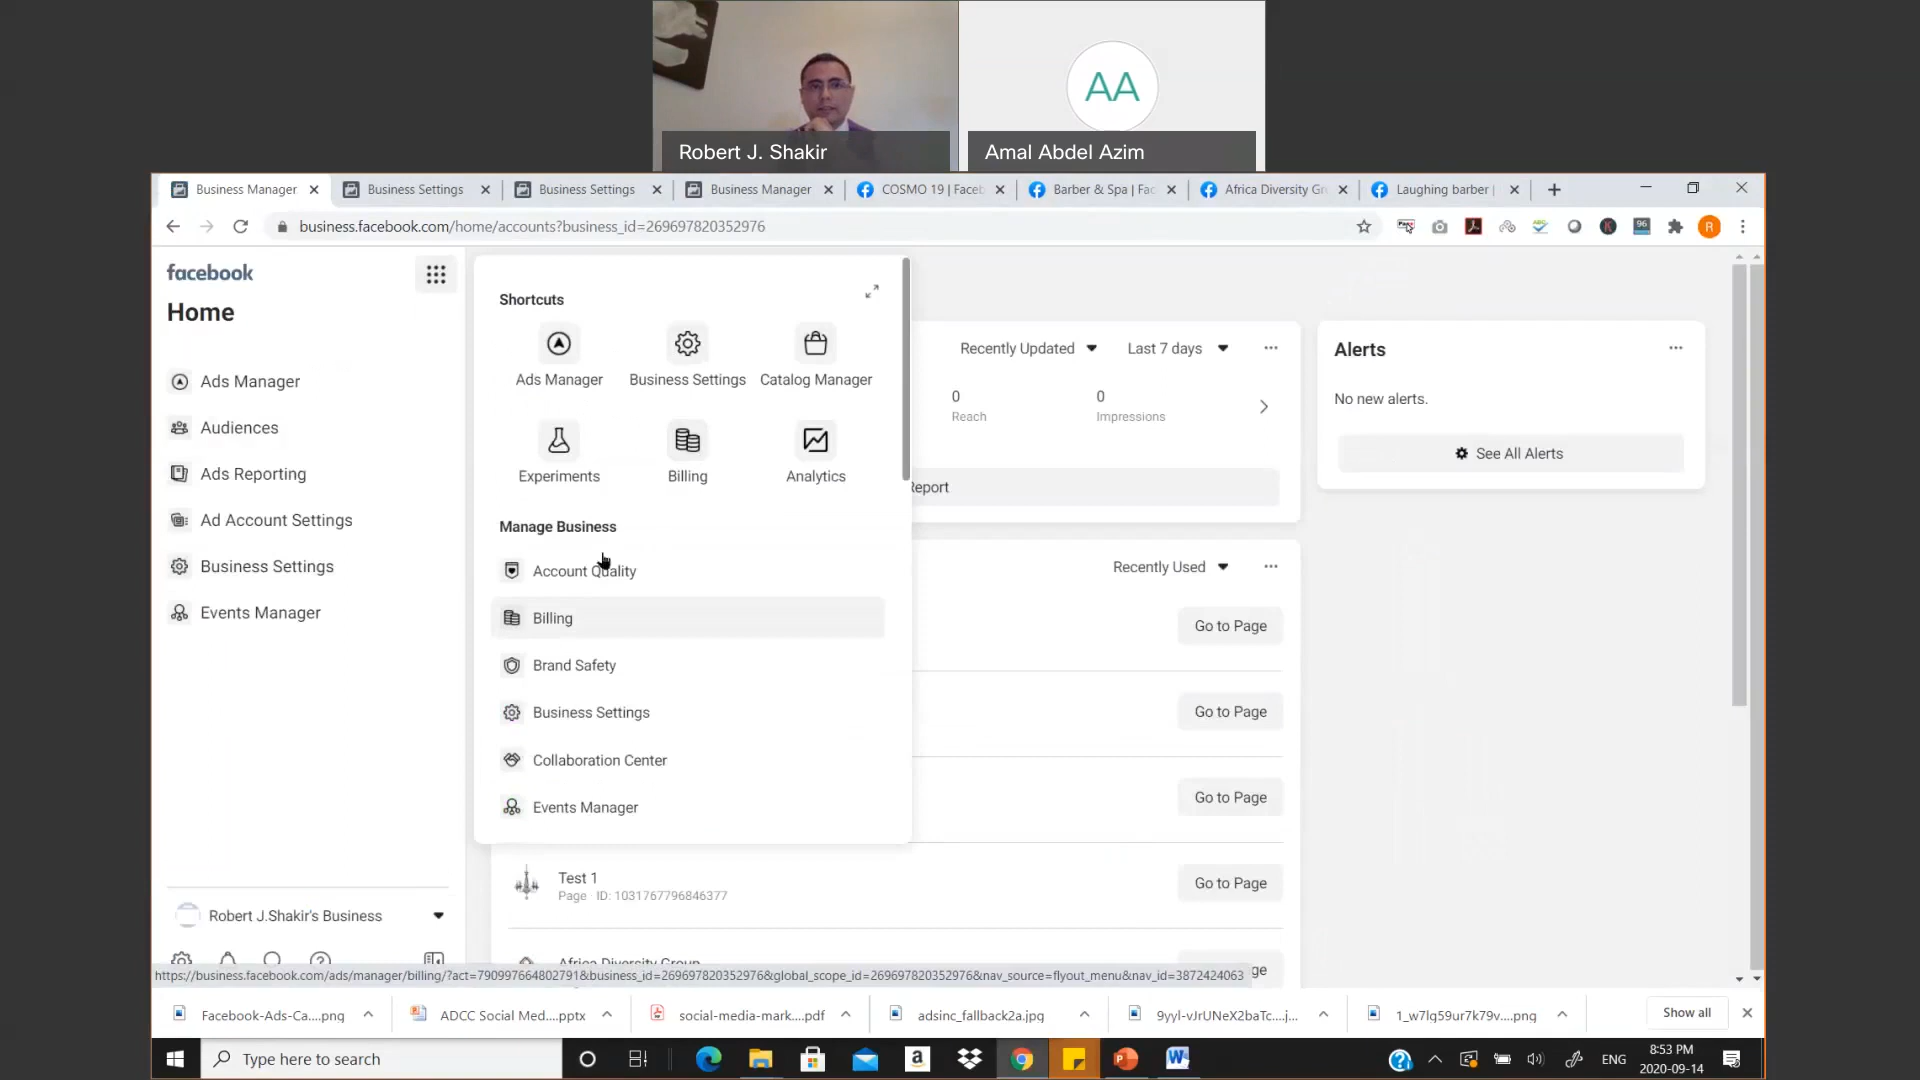 AA
Robert J. Shakir
Amal Abdel Azim
Business Manager
Business Settings
Business Settings
Business Manager
COSMO 19 | Faceb
Barber & Spa | Fac
Africa Diversity Gr
Laughing barber |
business.facebook.com/home/accounts?business_id=269697820352976
96
R
facebook
Home
Ads Manager
Audiences
Ads Reporting
Ad Account Settings
Business Settings
Events Manager
Robert J.Shakir's Business
Shortcuts
Ads Manager
Business Settings
Catalog Manager
Experiments
Billing
Analytics
Manage Business
Account Quality
Billing
Brand Safety
Business Settings
Collaboration Center
Events Manager
Recently Updated
Last 7 days
0
Reach
0
Impressions
Report
Recently Used
Go to Page
Go to Page
Go to Page
Test 1
Page · ID: 1031767796846377
Go to Page
Africa Diversity Group
ge
Alerts
No new alerts.
See All Alerts
https://business.facebook.com/ads/manager/billing/?act=790997664802791&business_id=269697820352976&global_scope_id=269697820352976&nav_source=flyout_menu&nav_id=3872424063
Facebook-Ads-Ca....png
ADCC Social Med....pptx
social-media-mark....pdf
adsinc_fallback2a.jpg
9yyl-vJrUNeX2baTc....j...
1_w7lg59ur7k79v....png
Show all
Type here to search
ENG
8:53 PM
2020-09-14